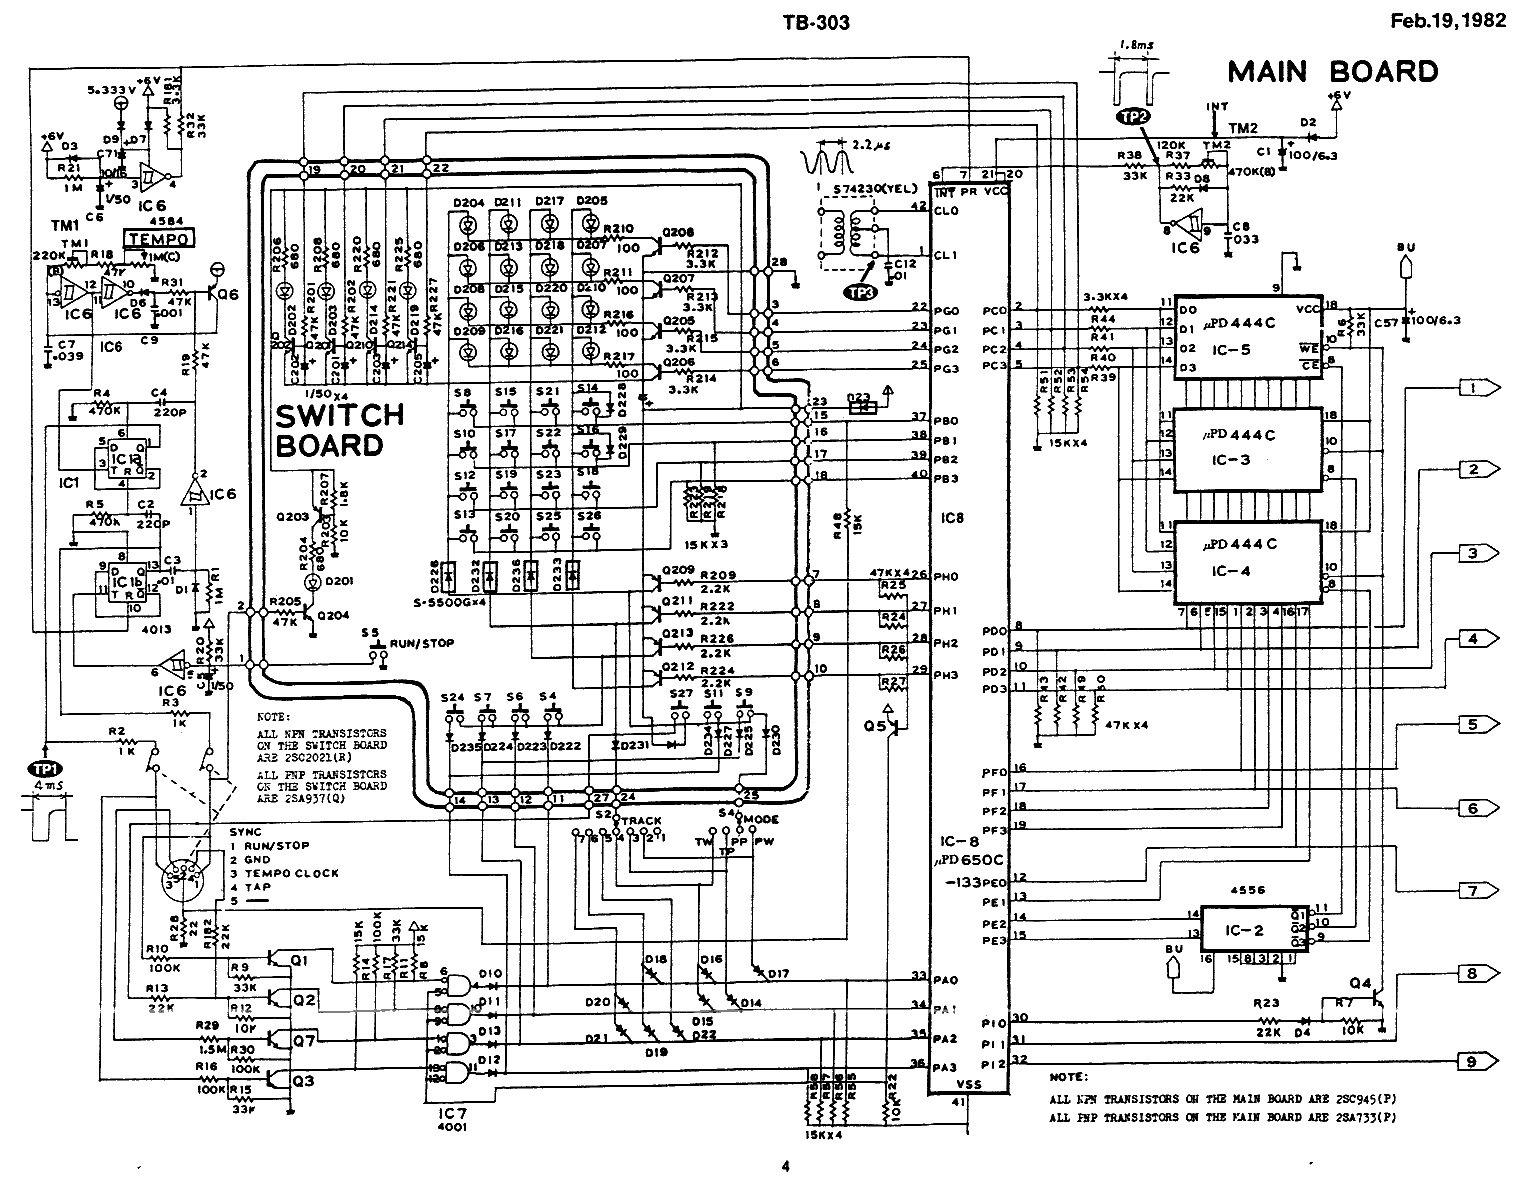 TB-303
Feb.19,1982
MAIN BOARD
1.8ms
TP2
INT
TM2
+6V
D2
C1
100/6.3
R38
33K
120K
R37
TM2
470K(B)
R33
D8
22K
IC6
C8
.033
5.333V
+6V
R181
3.3K
R32
33K
D9
D7
C71
10/16
+6V
D3
R21
1M
1/50
C6
IC6
4584
TM1
TEMPO
220K
TM1
(B)
R18
47K
1M(C)
R31
47K
D6
.001
C9
Q6
IC6
IC6
IC6
C7
.039
R19
47K
R4
470K
C4
220P
IC1a
IC1
R5
470K
C2
220P
IC6
IC1b
C3
.01
D1
R1
1M
4013
R20
33K
C5
1/50
IC6
R3
1K
R2
1K
TP1
4ms
SYNC
1 RUN/STOP
2 GND
3 TEMPO CLOCK
4 TAP
5
R28
22
R182
22K
R10
100K
R9
33K
Q1
R13
22K
R12
Q2
R29
1.5M
R30
100K
Q7
R16
100K
R15
33K
Q3
15K
R14
100K
R17
33K
R11
15K
R8
D10
D11
D13
D12
IC7
4001
SWITCH
BOARD
19
20
21
22
R206
680
R208
680
R220
680
R225
680
R201
47K
R202
47K
R221
47K
R227
47K
D202
D203
D214
D219
C202
C201
C203
C205
1/50X4
D204
D211
D217
D205
D206
D213
D218
D207
D208
D215
D220
D210
D209
D216
D221
D212
R210
100
R211
100
R216
100
R217
100
Q208
R212
3.3K
Q207
R213
3.3K
Q205
R215
3.3K
Q206
R214
3.3K
S8
S15
S21
S14
D228
S10
S17
S22
S16
D229
S12
S19
S23
S18
S13
S20
S25
S26
D226
D232
D236
D233
S-5500GX4
15KX3
R207
1.8K
Q203
10K
R204
680
D201
R205
47K
Q204
S5
RUN/STOP
Q209
R209
2.2K
Q211
R222
2.2K
Q213
R226
2.2K
Q212
R224
2.2K
S24
S7
S6
S4
S27
S11
S9
D235
D224
D223
D222
D231
D234
D227
D225
D230
NOTE:
ALL NPN TRANSISTORS
ON THE SWITCH BOARD
ARE 2SC2021(R)
ALL PNP TRANSISTORS
ON THE SWITCH BOARD
ARE 2SA937(Q)
14
13
12
11
27
24
25
S2
TRACK
7 6 5 4 3 2 1
S4
MODE
TW
TP
PP
PW
D18
D16
D17
D20
D14
D15
D21
D19
D22
2.2µs
S74230(YEL)
TP3
C12
.01
28
3
4
5
6
23
15
16
17
18
7
8
9
10
D23
R48
15K
47KX4
R25
R24
R26
R27
Q5
R22
10K
R58
R57
R56
R55
15KX4
6
7
21
20
INT PR VCC
42 CLO
1 CL1
22 PG0
23 PG1
24 PG2
25 PG3
37 PB0
38 PB1
39 PB2
40 PB3
IC8
26 PH0
27 PH1
28 PH2
29 PH3
IC-8
µPD650C
-133
33 PA0
34 PA1
35 PA2
36 PA3
VSS
41
PC0 2
PC1 3
PC2 4
PC3 5
PD0 8
PD1 9
PD2 10
PD3 11
PF0 16
PF1 17
PF2 18
PF3 19
PE0 12
PE1 13
PE2 14
PE3 15
PI0 30
PI1 31
PI2 32
3.3KX4
R44
R41
R40
R39
R51
R52
R53
R54
15KX4
R43
R42
R49
R50
47KX4
9
11 D0
12 D1
13 D2
14 D3
µPD444C
IC-5
VCC 18
WE 10
CE 8
R6
33K
C57
100/6.3
BU
µPD444C
IC-3
µPD444C
IC-4
7 6 5 15 1 2 3 4 16 17
4556
IC-2
14
13
16
15 8 3 2 1
Q1 11
Q2 10
Q3 9
BU
Q4
R23
22K
D4
R7
10K
1
2
3
4
5
6
7
8
9
NOTE:
ALL NPN TRANSISTORS ON THE MAIN BOARD ARE 2SC945(P)
ALL PNP TRANSISTORS ON THE MAIN BOARD ARE 2SA733(P)
4